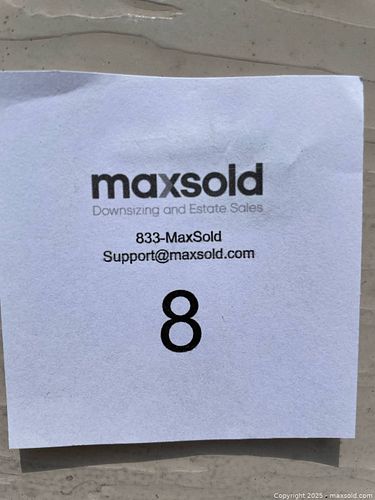 maxsold
Downsizing and Estate Sales
833-MaxSold
Support@maxsold.com
8
Copyright 2025 - maxsold.com